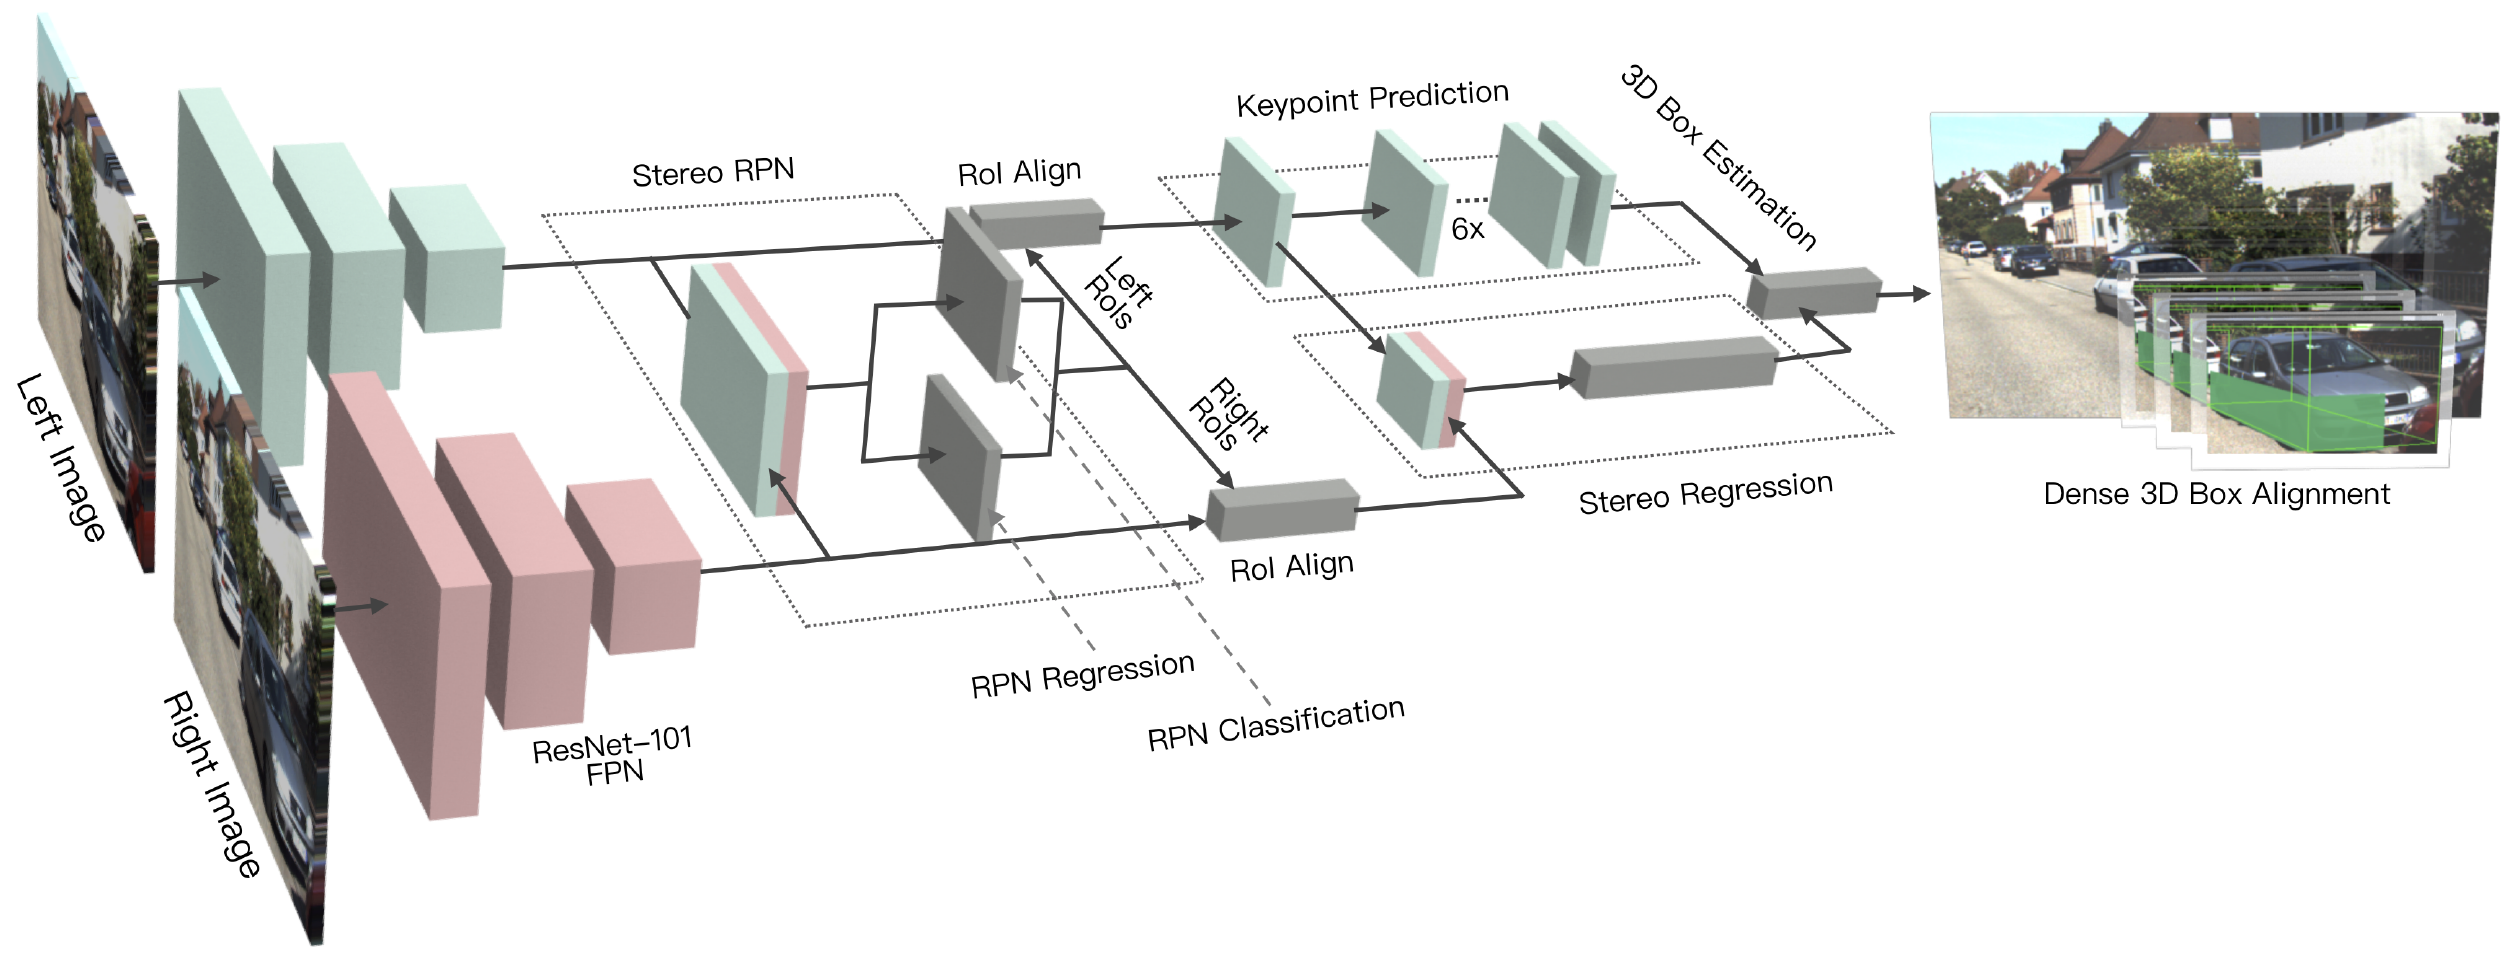 Left Image
Right Image
ResNet-101
FPN
Stereo RPN
RoI Align
Left
RoIs
Right
RoIs
RoI Align
RPN Regression
RPN Classification
Keypoint Prediction
6x
3D Box Estimation
Stereo Regression
Dense 3D Box Alignment